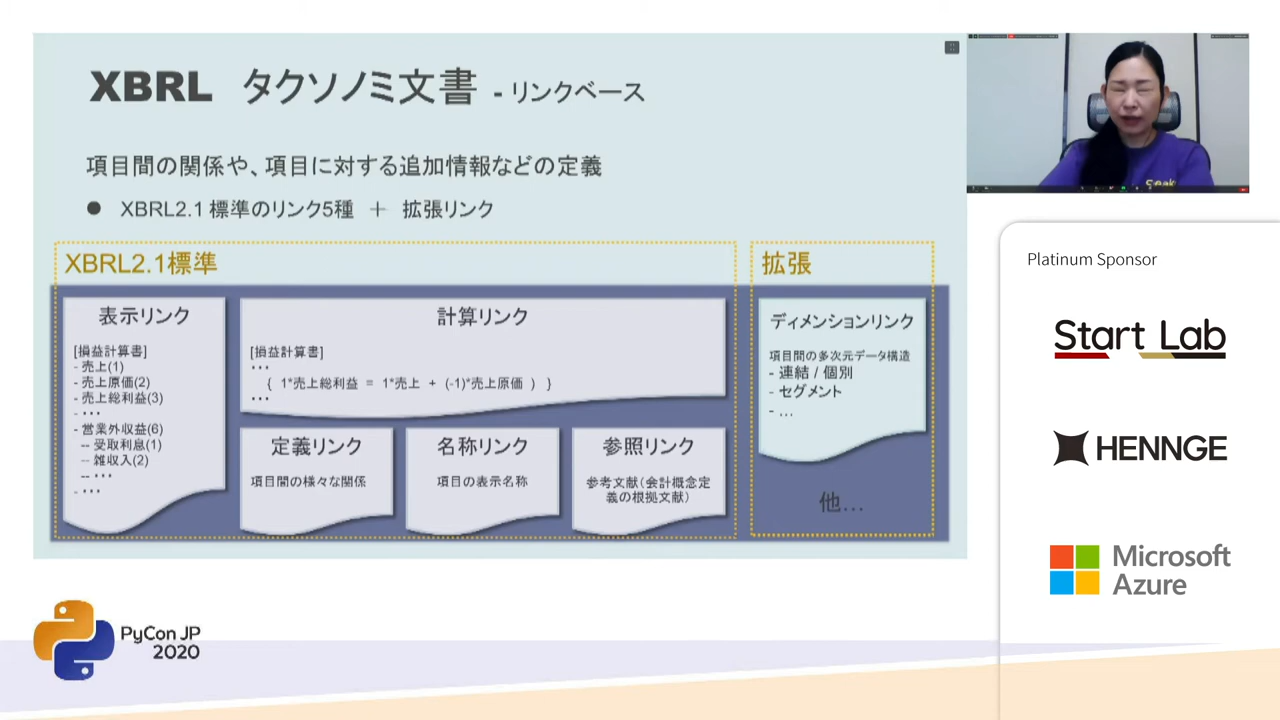 XBRL タクソノミ文書 - リンクベース
項目間の関係や、項目に対する追加情報などの定義
● XBRL2.1 標準のリンク5種 ＋ 拡張リンク
XBRL2.1標準
表示リンク
[損益計算書]
- 売上(1)
- 売上原価(2)
- 売上総利益(3)
- ・・・
- 営業外収益(6)
-- 受取利息(1)
-- 雑収入(2)
-- ・・・
- ・・・
計算リンク
[損益計算書]
・・・
{ 1*売上総利益 = 1*売上 + (-1)*売上原価 ) }
・・・
定義リンク
項目間の様々な関係
名称リンク
項目の表示名称
参照リンク
参考文献（会計概念定
義の根拠文献）
拡張
ディメンションリンク
項目間の多次元データ構造
- 連結 / 個別
- セグメント
- …
他…
Platinum Sponsor
Start Lab
HENNGE
Microsoft
Azure
PyCon JP
2020